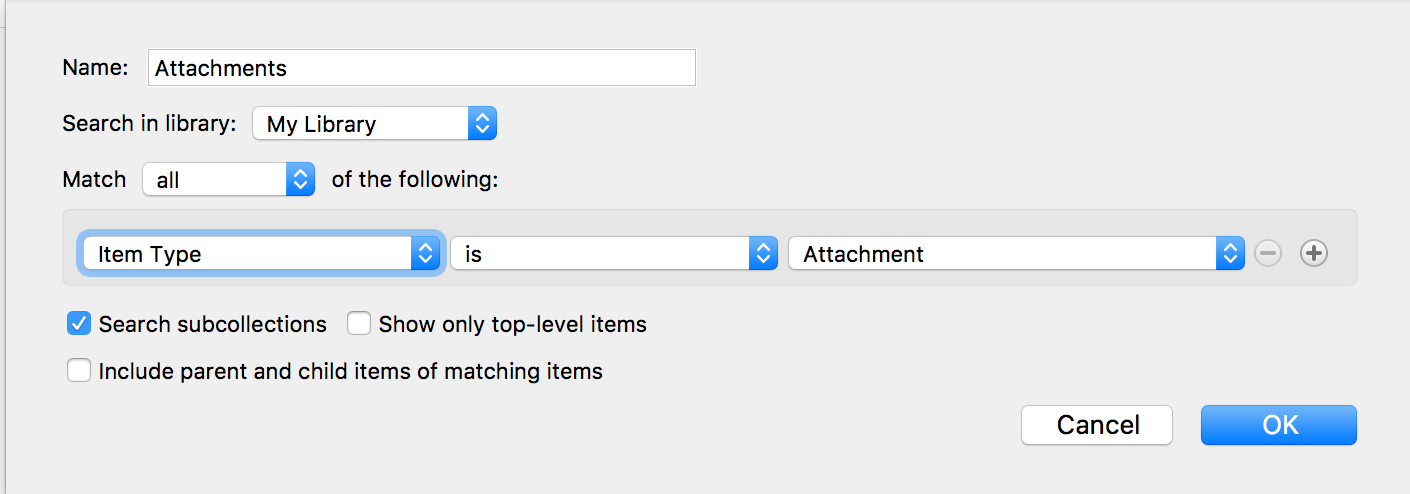 Name: Attachments
Search in library: My Library
Match all of the following:
Item Type is Attachment
Search subcollections Show only top-level items
Include parent and child items of matching items
Cancel OK